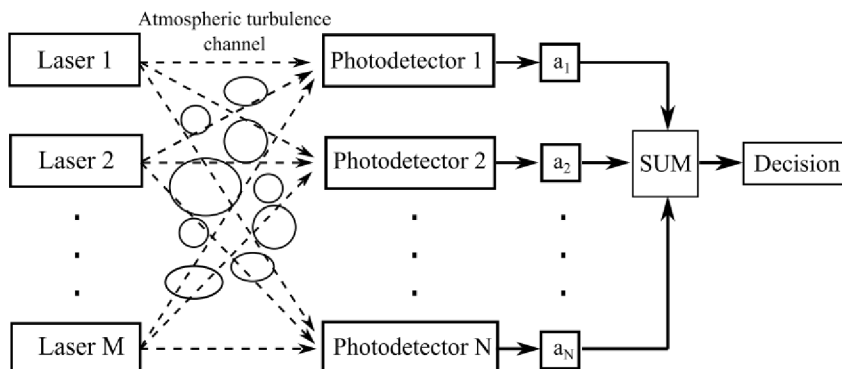 Atmospheric turbulence
channel
Laser 1
Photodetector 1
a1
Laser 2
Photodetector 2
a2
SUM
Decision
Laser M
Photodetector N
aN